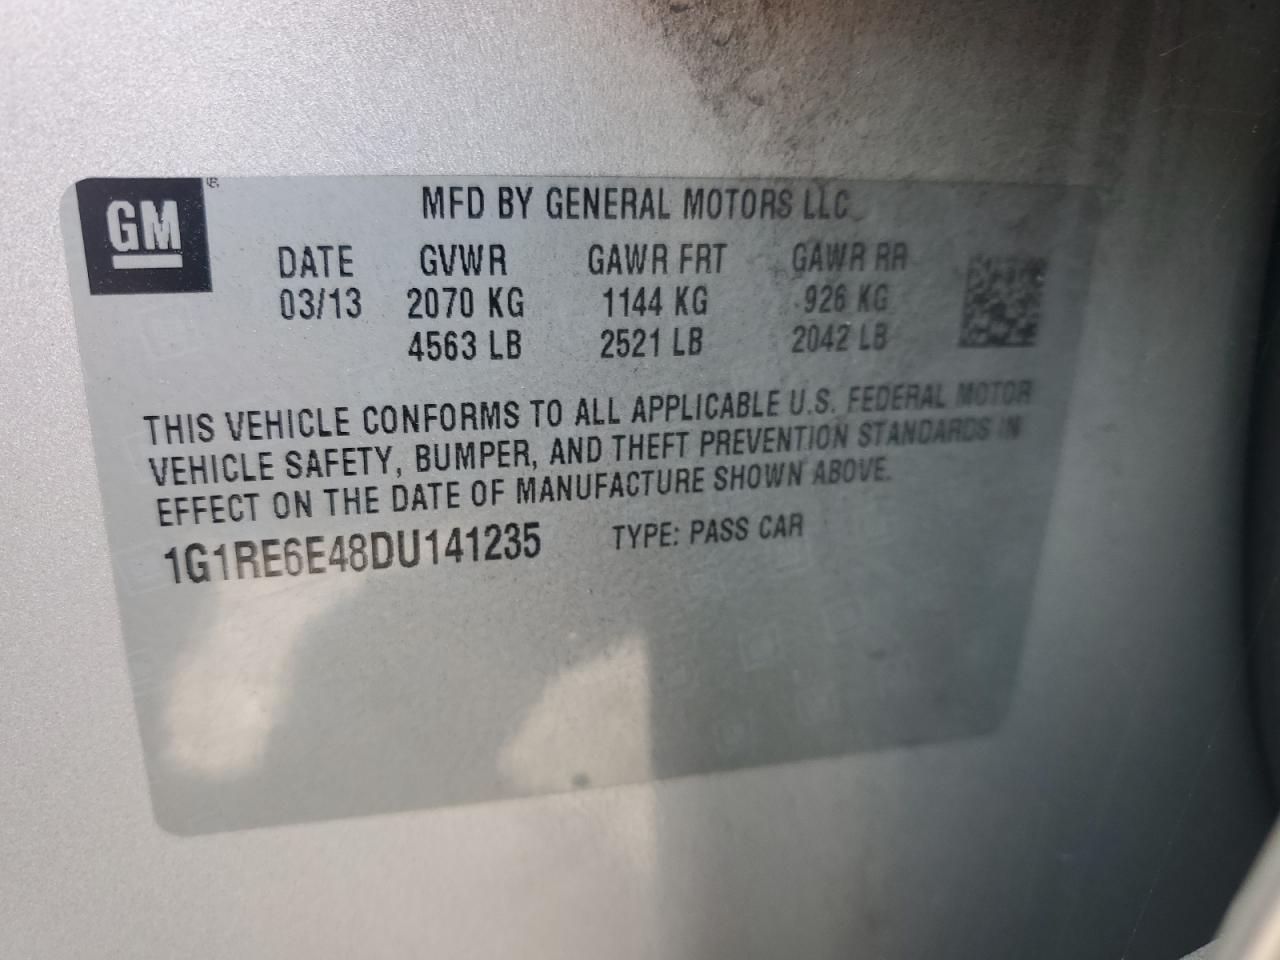 GM ®
MFD BY GENERAL MOTORS LLC
DATE GVWR GAWR FRT GAWR RR
03/13 2070 KG 1144 KG 926 KG
4563 LB 2521 LB 2042 LB
THIS VEHICLE CONFORMS TO ALL APPLICABLE U.S. FEDERAL MOTOR
VEHICLE SAFETY, BUMPER, AND THEFT PREVENTION STANDARDS IN
EFFECT ON THE DATE OF MANUFACTURE SHOWN ABOVE.
1G1RE6E48DU141235 TYPE: PASS CAR